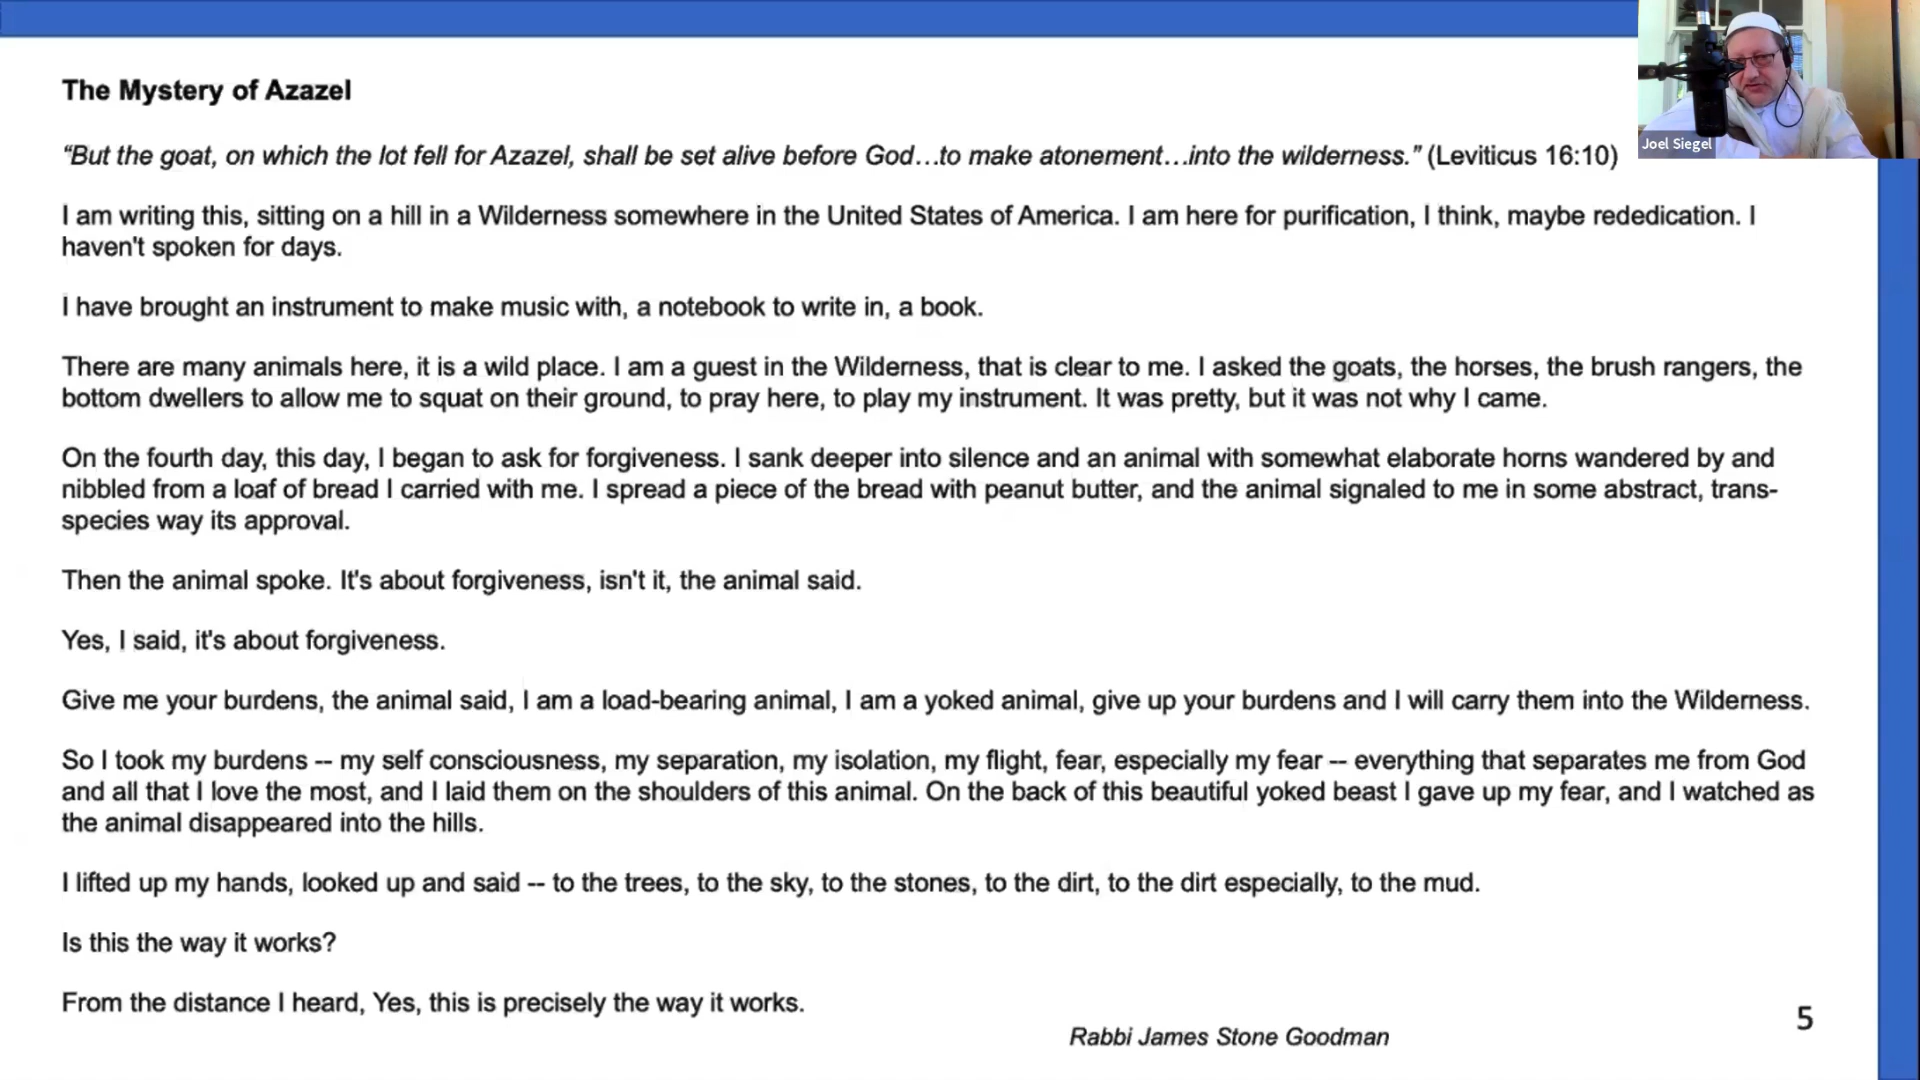 The Mystery of Azazel
“But the goat, on which the lot fell for Azazel, shall be set alive before God…to make atonement…into the wilderness.” (Leviticus 16:10)
Joel Siegel
I am writing this, sitting on a hill in a Wilderness somewhere in the United States of America. I am here for purification, I think, maybe rededication. I
haven't spoken for days.
I have brought an instrument to make music with, a notebook to write in, a book.
There are many animals here, it is a wild place. I am a guest in the Wilderness, that is clear to me. I asked the goats, the horses, the brush rangers, the
bottom dwellers to allow me to squat on their ground, to pray here, to play my instrument. It was pretty, but it was not why I came.
On the fourth day, this day, I began to ask for forgiveness. I sank deeper into silence and an animal with somewhat elaborate horns wandered by and
nibbled from a loaf of bread I carried with me. I spread a piece of the bread with peanut butter, and the animal signaled to me in some abstract, trans-
species way its approval.
Then the animal spoke. It's about forgiveness, isn't it, the animal said.
Yes, I said, it's about forgiveness.
Give me your burdens, the animal said, I am a load-bearing animal, I am a yoked animal, give up your burdens and I will carry them into the Wilderness.
So I took my burdens -- my self consciousness, my separation, my isolation, my flight, fear, especially my fear -- everything that separates me from God
and all that I love the most, and I laid them on the shoulders of this animal. On the back of this beautiful yoked beast I gave up my fear, and I watched as
the animal disappeared into the hills.
I lifted up my hands, looked up and said -- to the trees, to the sky, to the stones, to the dirt, to the dirt especially, to the mud.
Is this the way it works?
From the distance I heard, Yes, this is precisely the way it works.
Rabbi James Stone Goodman
5